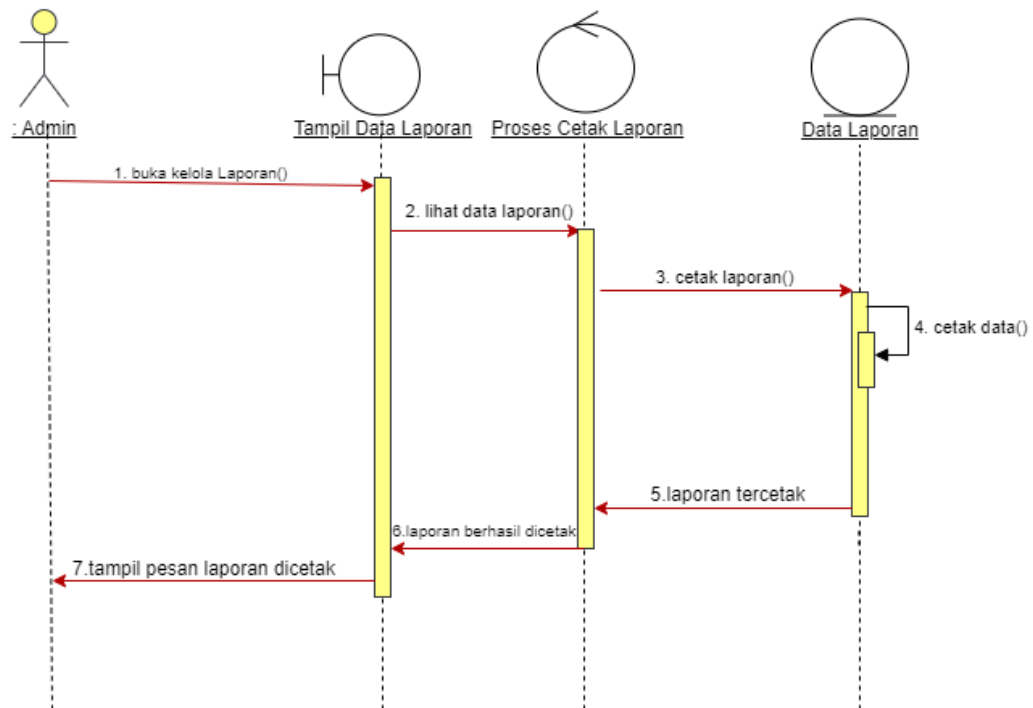 : Admin
Tampil Data Laporan
Proses Cetak Laporan
Data Laporan
1. buka kelola Laporan()
2. lihat data laporan()
3. cetak laporan()
4. cetak data()
5.laporan tercetak
6.laporan berhasil dicetak
7.tampil pesan laporan dicetak